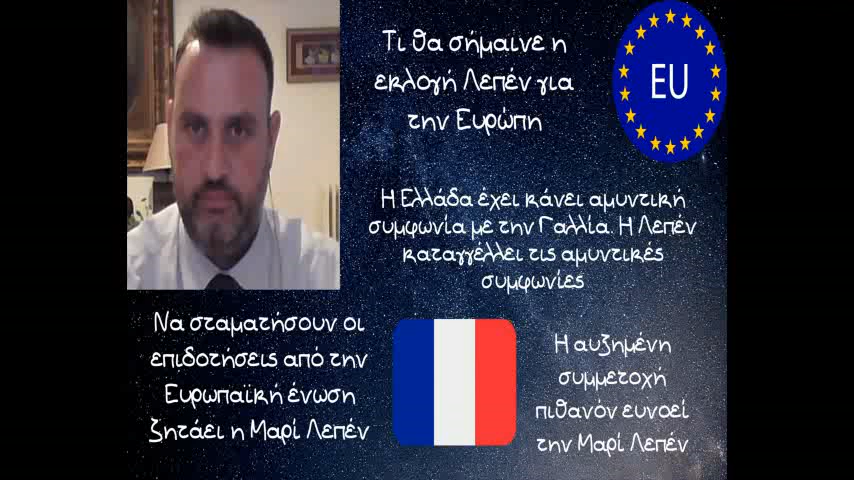 Τι θα σήμαινε η
εκλογή Λεπέν για
την Ευρώπη
EU
Η Ελλάδα έχει κάνει αμυντική
συμφωνία με την Γαλλία. Η Λεπέν
καταγγέλλει τις αμυντικές
συμφωνίες
Να σταματήσουν οι
επιδοτήσεις από την
Ευρωπαϊκή ένωση
ζητάει η Μαρί Λεπέν
Η αυξημένη
συμμετοχή
πιθανόν ευνοεί
την Μαρί Λεπέν